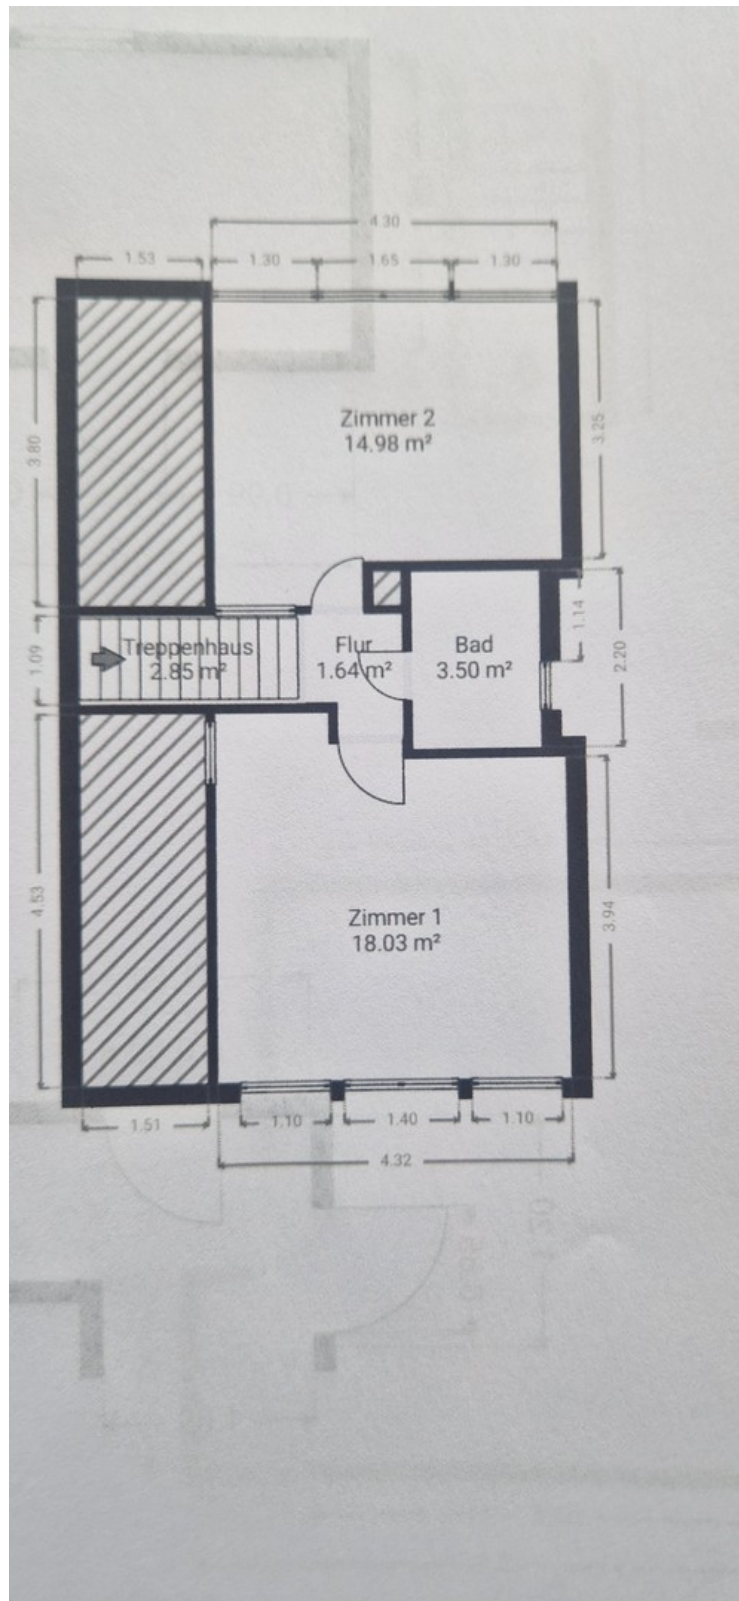 4.30
1.53
1.30
1.65
1.30
Zimmer 2
14.98 m²
3.80
3.25
Treppenhaus
2.85 m²
Flur
1.64 m²
Bad
3.50 m²
1.09
1.14
2.20
4.53
Zimmer 1
18.03 m²
3.94
1.51
1.10
1.40
1.10
4.32